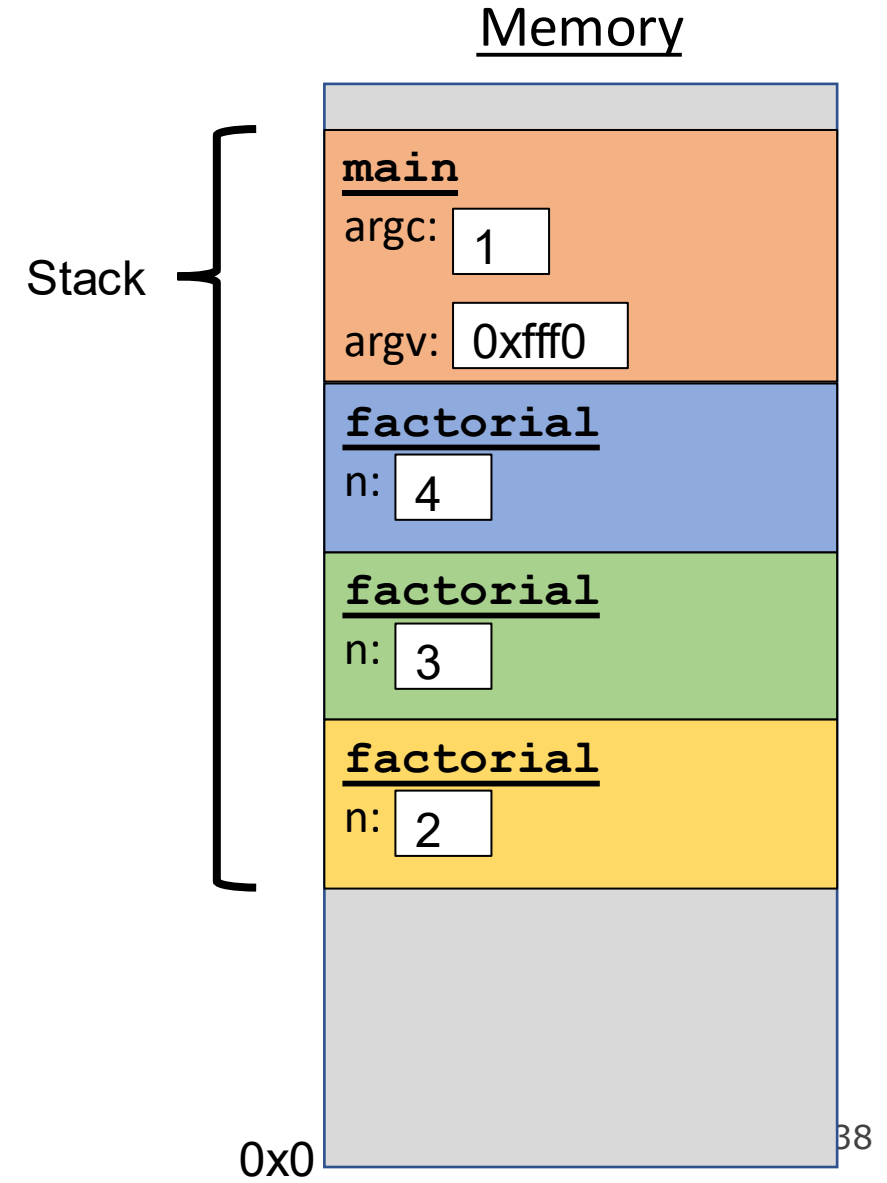 Memory
main
argc: 1
Stack
argv: 0xfff0
factorial
n: 4
factorial
n: 3
factorial
n: 2
38
0x0